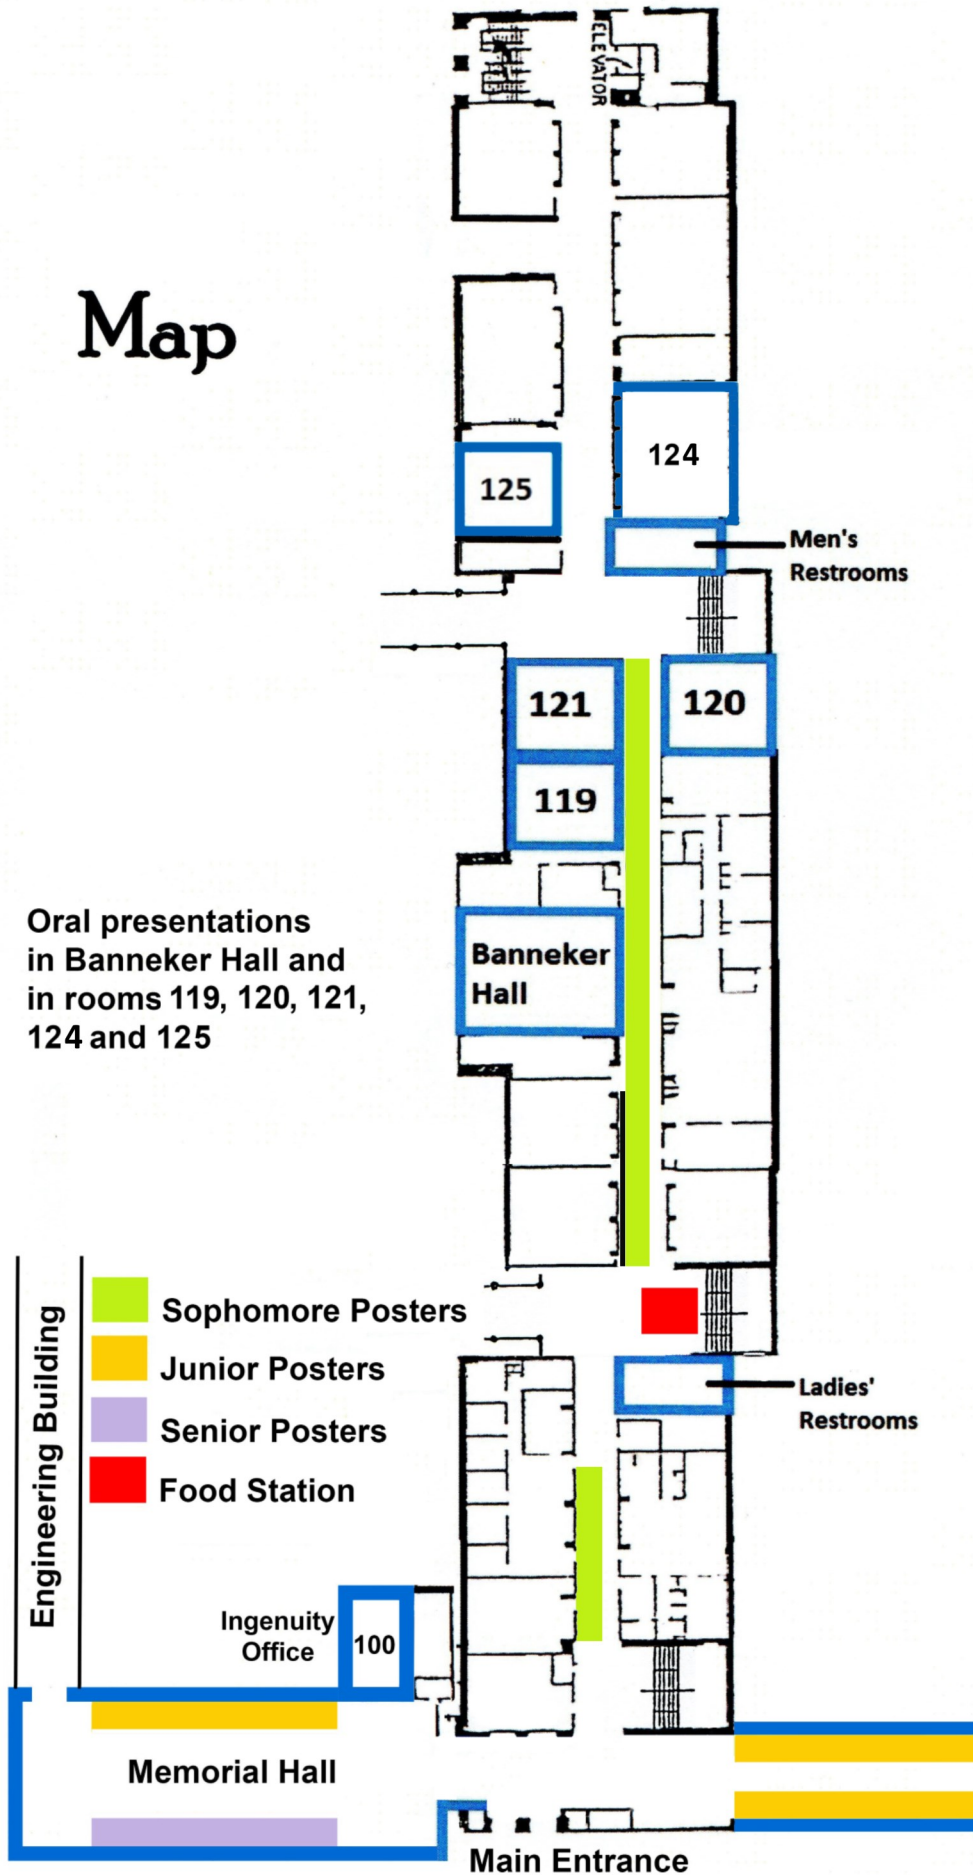 ELEVATOR
Map
124
125
Men's
Restrooms
121
120
119
Oral presentations
in Banneker Hall and
in rooms 119, 120, 121,
124 and 125
Banneker
Hall
Engineering Building
Sophomore Posters
Junior Posters
Senior Posters
Food Station
Ladies'
Restrooms
Ingenuity
Office
100
Memorial Hall
Main Entrance